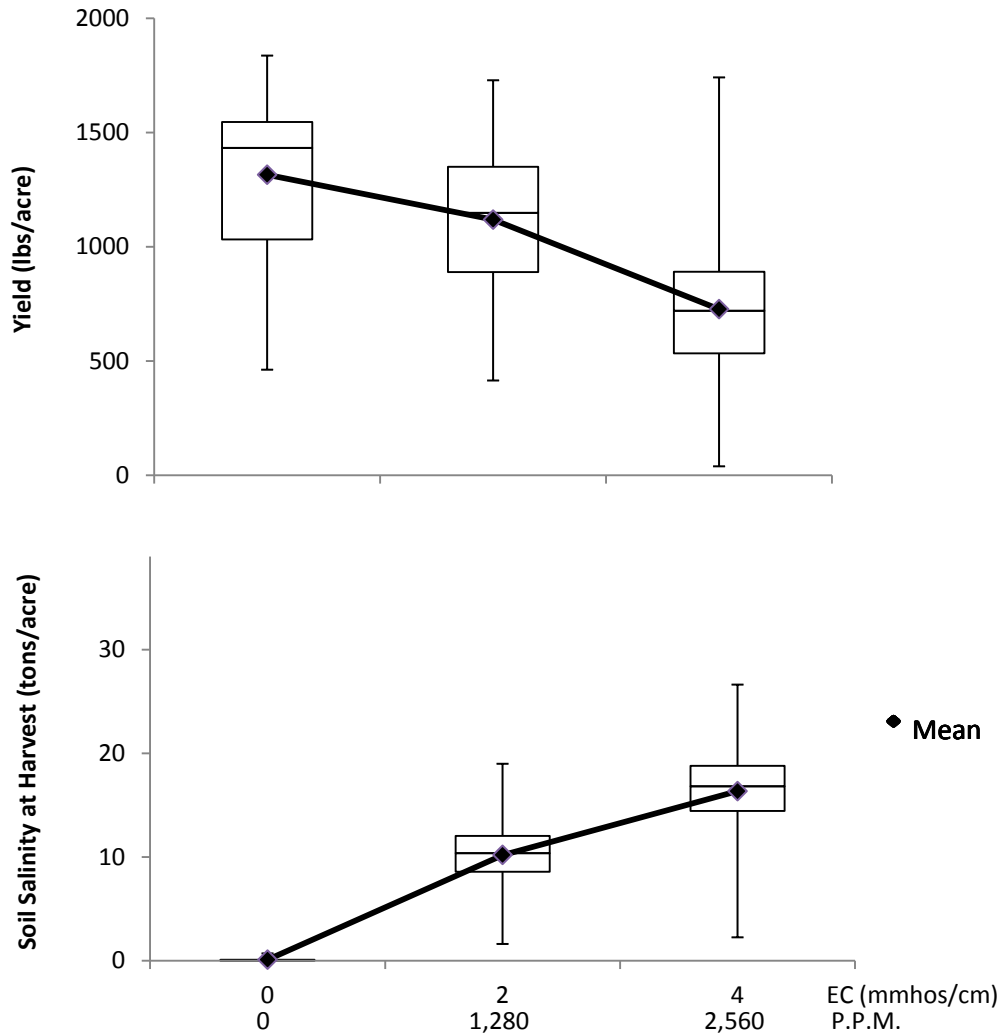 2000
1500
1000
500
0
Yield (lbs/acre)
30
20
10
0
Soil Salinity at Harvest (tons/acre)
Mean
0 2 4 EC (mmhos/cm)
0 1,280 2,560 P.P.M.